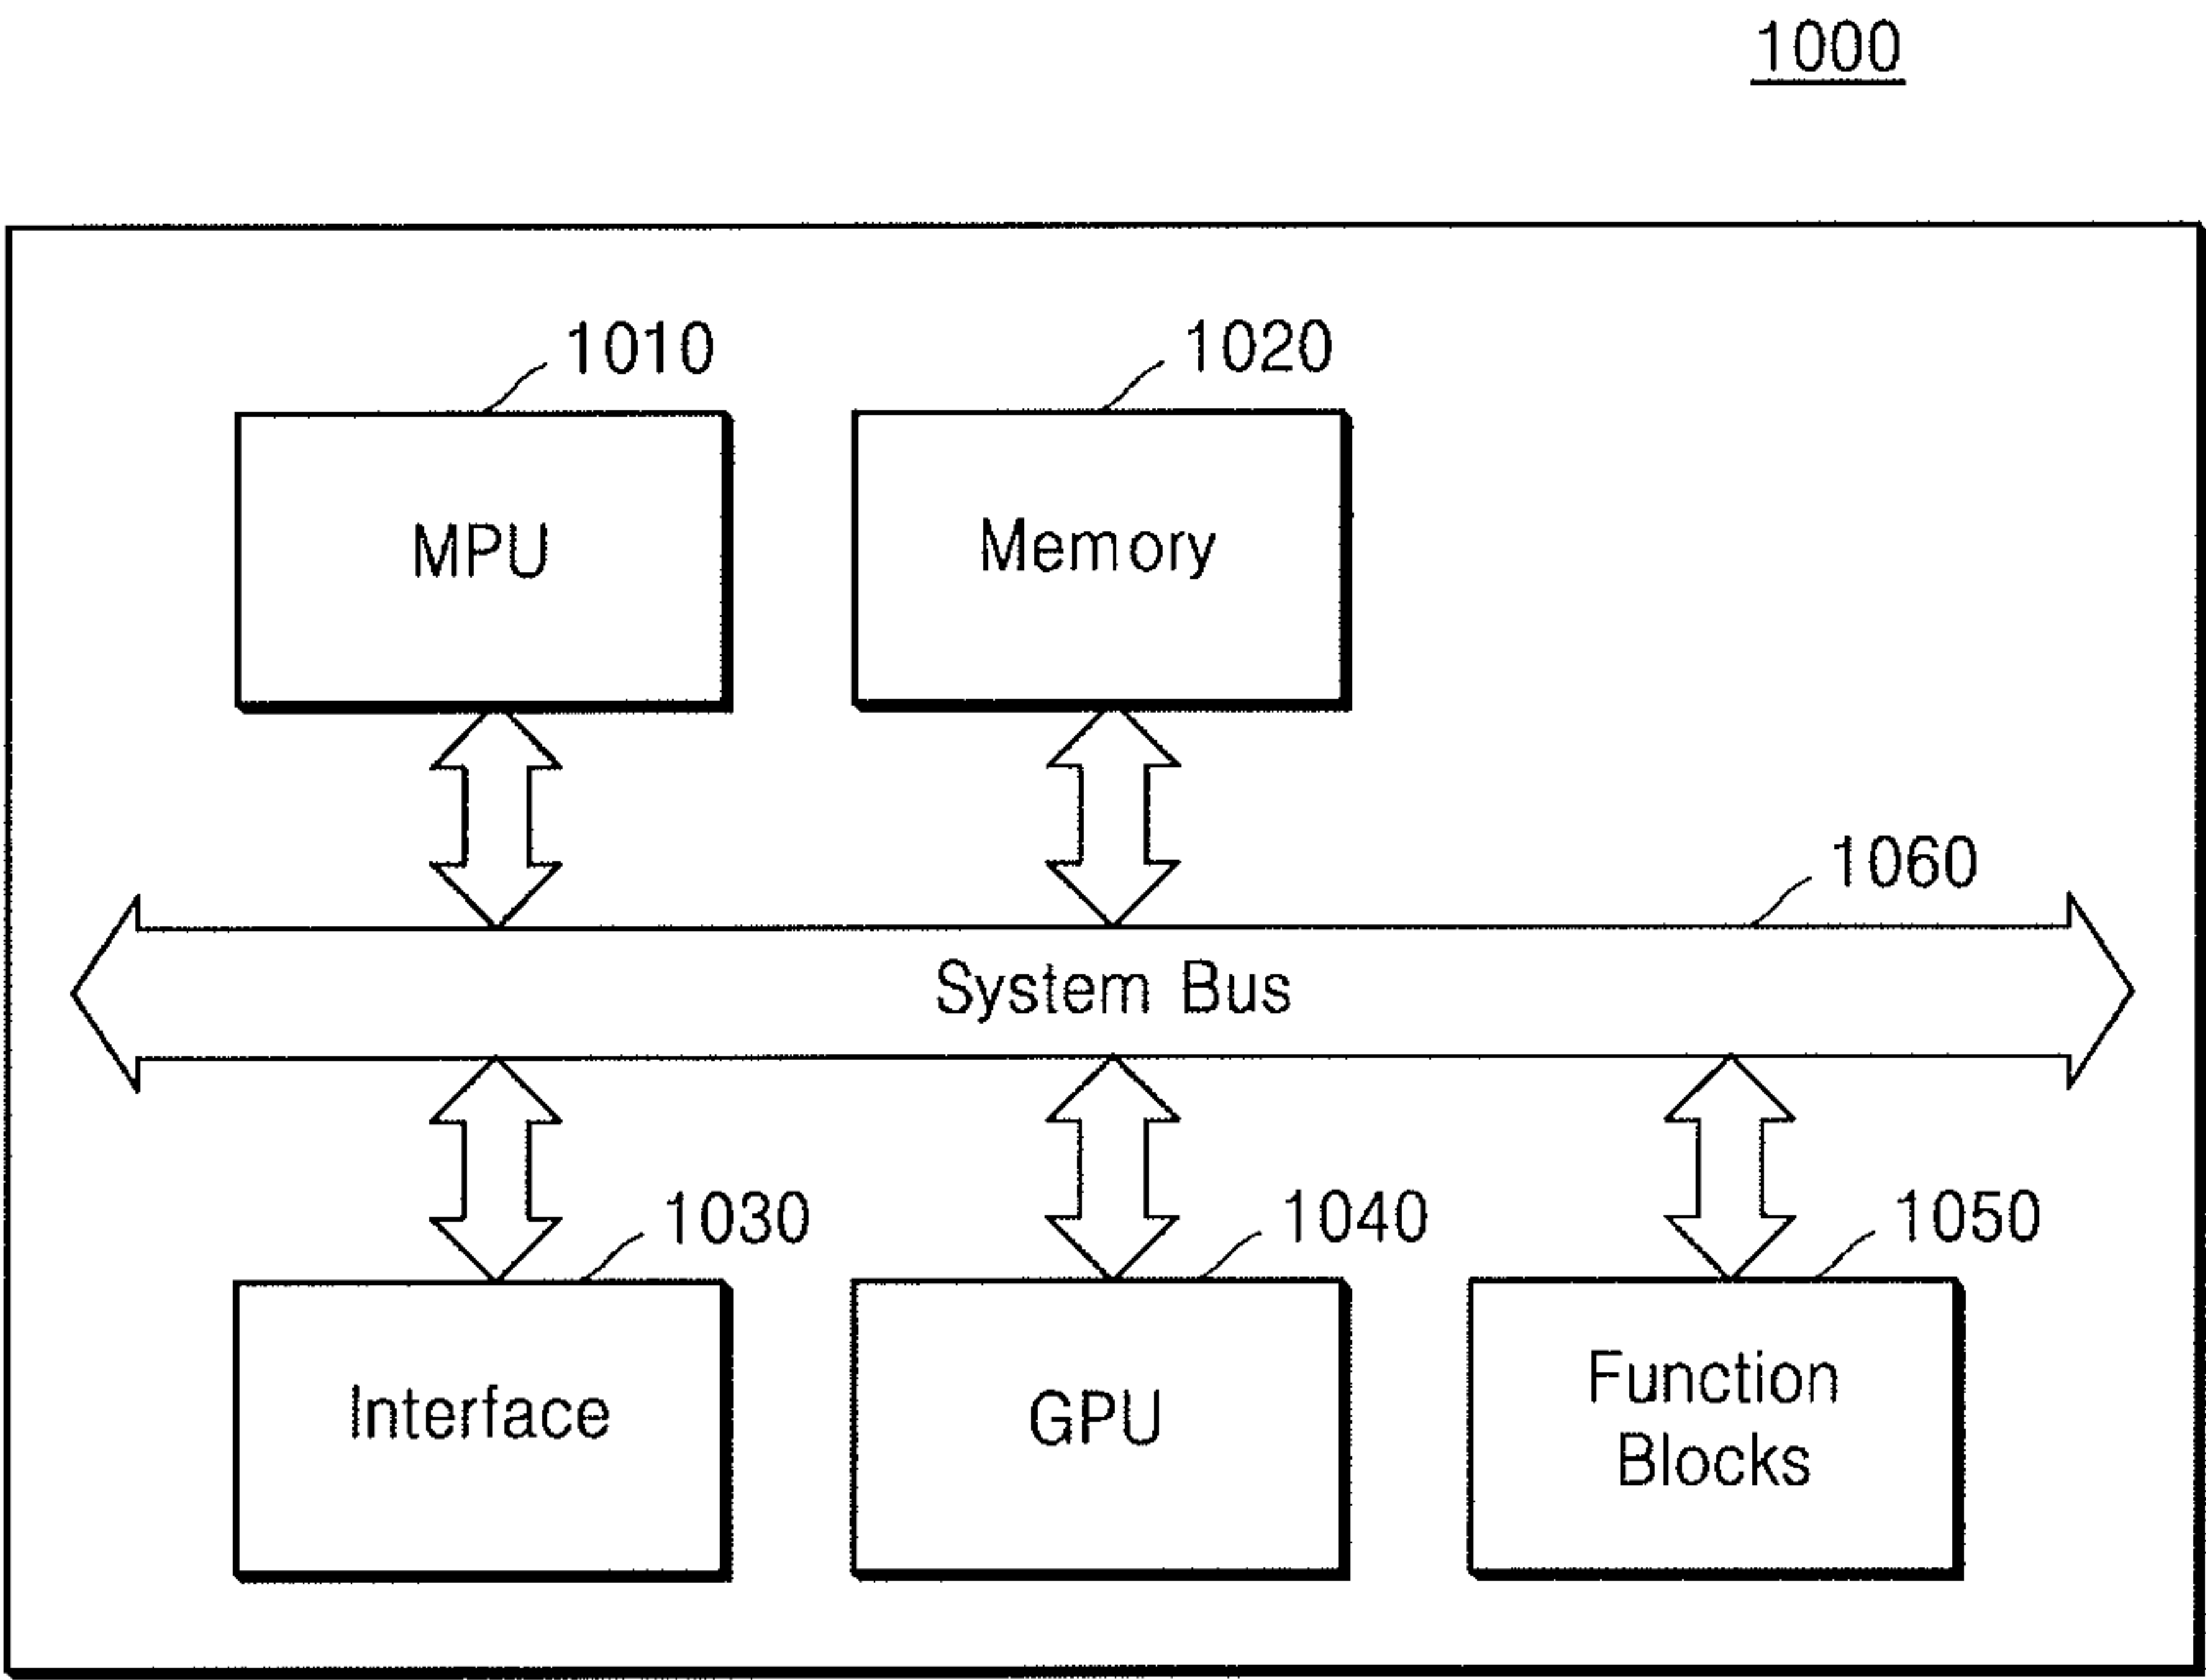 1000
1010
1020
MPU
Memory
1060
System Bus
1030
1040
1050
Interface
GPU
Function
Blocks